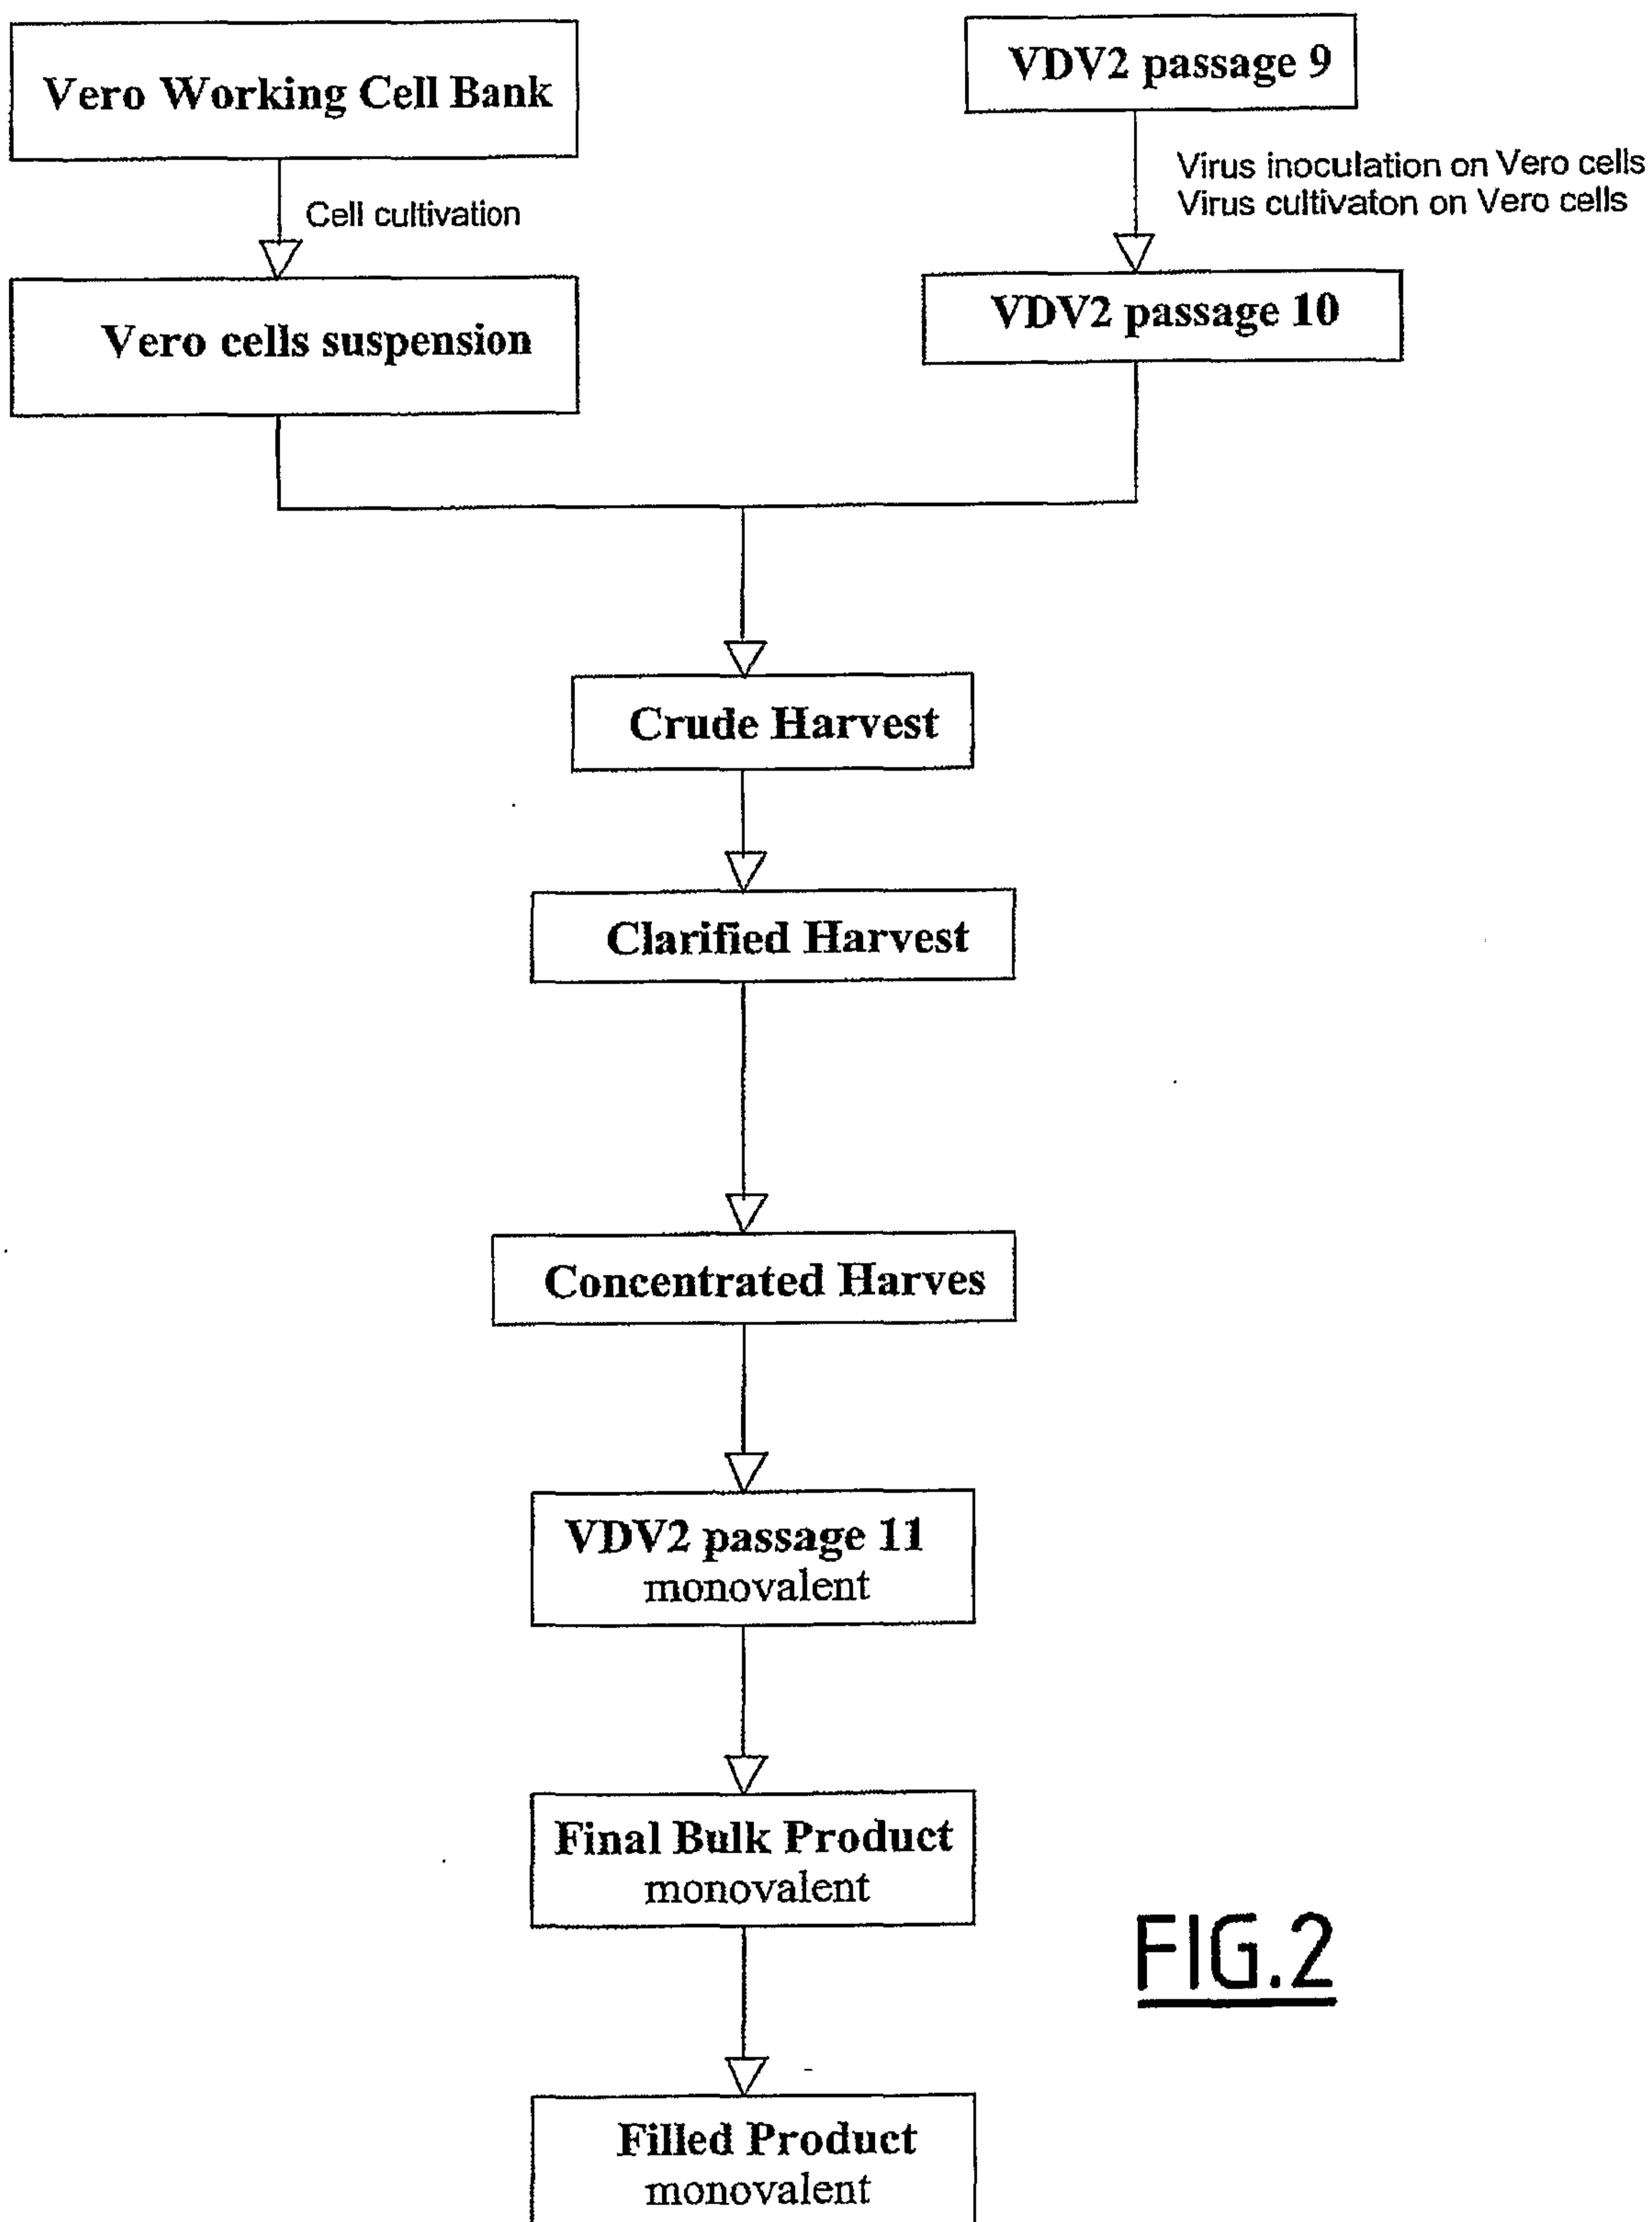 Vero Working Cell Bank
VDV2 passage 9
Cell cultivation
Virus inoculation on Vero cells
Virus cultivaton on Vero cells
Vero cells suspension
VDV2 passage 10
Crude Harvest
Clarified Harvest
Concentrated Harves
VDV2 passage 11
monovalent
Final Bulk Product
monovalent
FIG.2
Filled Product
monovalent